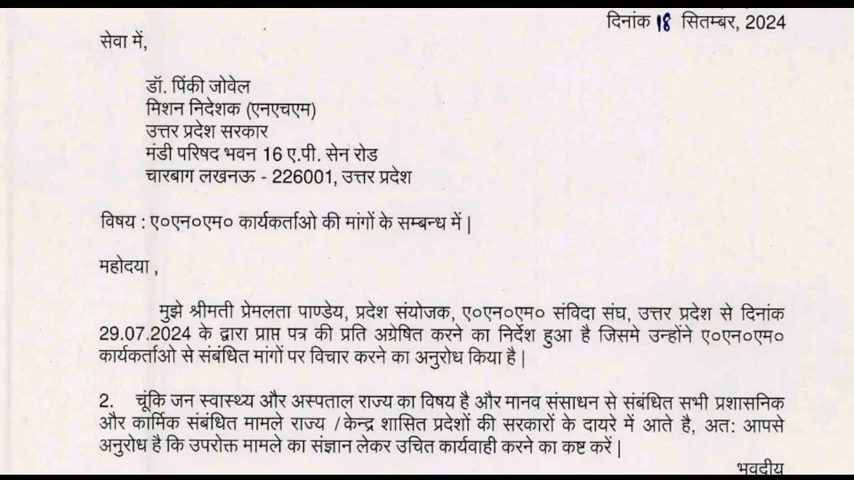 दिनांक 18 सितम्बर, 2024
सेवा में,
डॉ. पिंकी जोवेल
मिशन निदेशक (एनएचएम)
उत्तर प्रदेश सरकार
मंडी परिषद भवन 16 ए.पी. सेन रोड
चारबाग लखनऊ - 226001, उत्तर प्रदेश
विषय : ए०एन०एम० कार्यकर्ताओ की मांगों के सम्बन्ध में |
महोदया ,
मुझे श्रीमती प्रेमलता पाण्डेय, प्रदेश संयोजक, ए०एन०एम० संविदा संघ, उत्तर प्रदेश से दिनांक
29.07.2024 के द्वारा प्राप्त पत्र की प्रति अग्रेषित करने का निर्देश हुआ है जिसमे उन्होंने ए०एन०एम०
कार्यकर्ताओ से संबंधित मांगों पर विचार करने का अनुरोध किया है |
2. चूंकि जन स्वास्थ्य और अस्पताल राज्य का विषय है और मानव संसाधन से संबंधित सभी प्रशासनिक
और कार्मिक संबंधित मामले राज्य /केन्द्र शासित प्रदेशों की सरकारों के दायरे में आते है, अत: आपसे
अनुरोध है कि उपरोक्त मामले का संज्ञान लेकर उचित कार्यवाही करने का कष्ट करें |
भवदीय